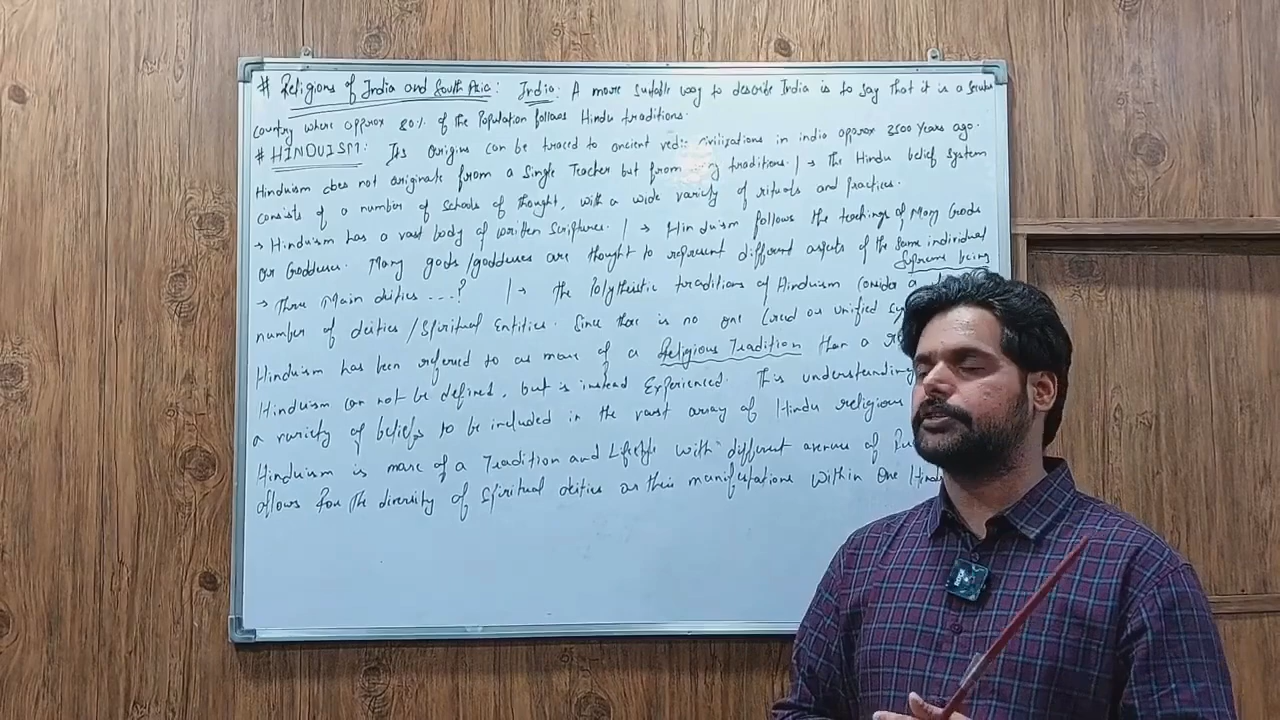 # Religions of India and South Asia: India: A more suitable way to describe India is to say that it is a secular
country where approx 80% of the Population follows Hindu traditions.
# HINDUISM: Its origins can be traced to ancient vedic civilizations in india approx 3500 Years ago.
Hinduism does not originate from a Single Teacher but from many traditions. | → The Hindu belief System
consists of a number of schools of thought, with a wide variety of rituals and Practices.
→ Hinduism has a vast body of written Scriptures. | → Hinduism follows the teachings of Many Gods
or Goddesses. Many gods/goddesses are thought to represent different aspects of the same individual
Supreme being
→ Three Main deities ...? | → The Polytheistic traditions of Hinduism Consider a
number of deities/Spiritual Entities. Since there is no one Creed or unified
Hinduism has been referred to as more of a Religious Tradition than a
Hinduism can not be defined, but is instead Experienced. This understanding
a variety of beliefs to be included in the vast array of Hindu religious
Hinduism is more of a Tradition and Lifestyle with different avenues of
allows for the diversity of Spiritual deities or their manifestations within One